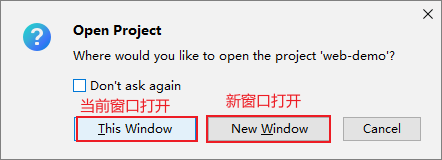 Open Project
Where would you like to open the project 'web-demo'?
Don't ask again
当前窗口打开 新窗口打开
This Window New Window Cancel